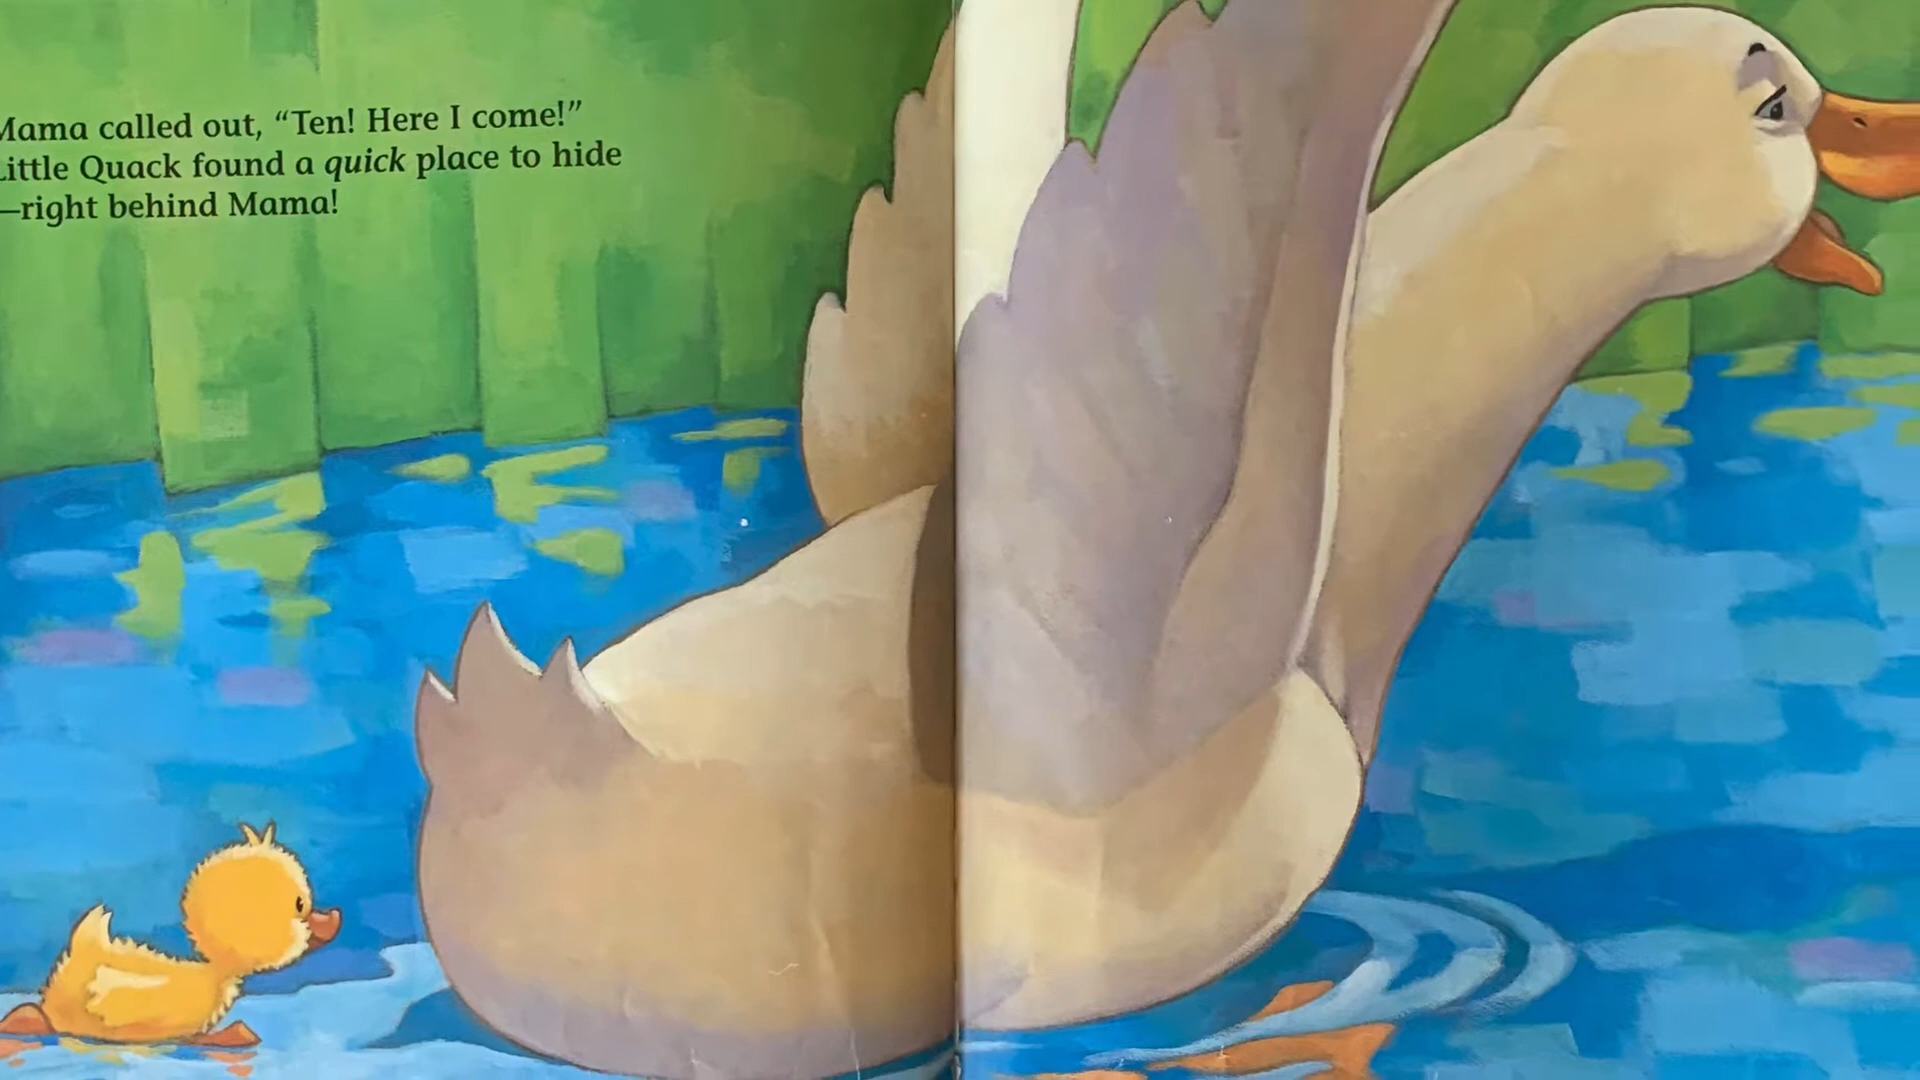 Mama called out, “Ten! Here I come!”
Little Quack found a quick place to hide
—right behind Mama!